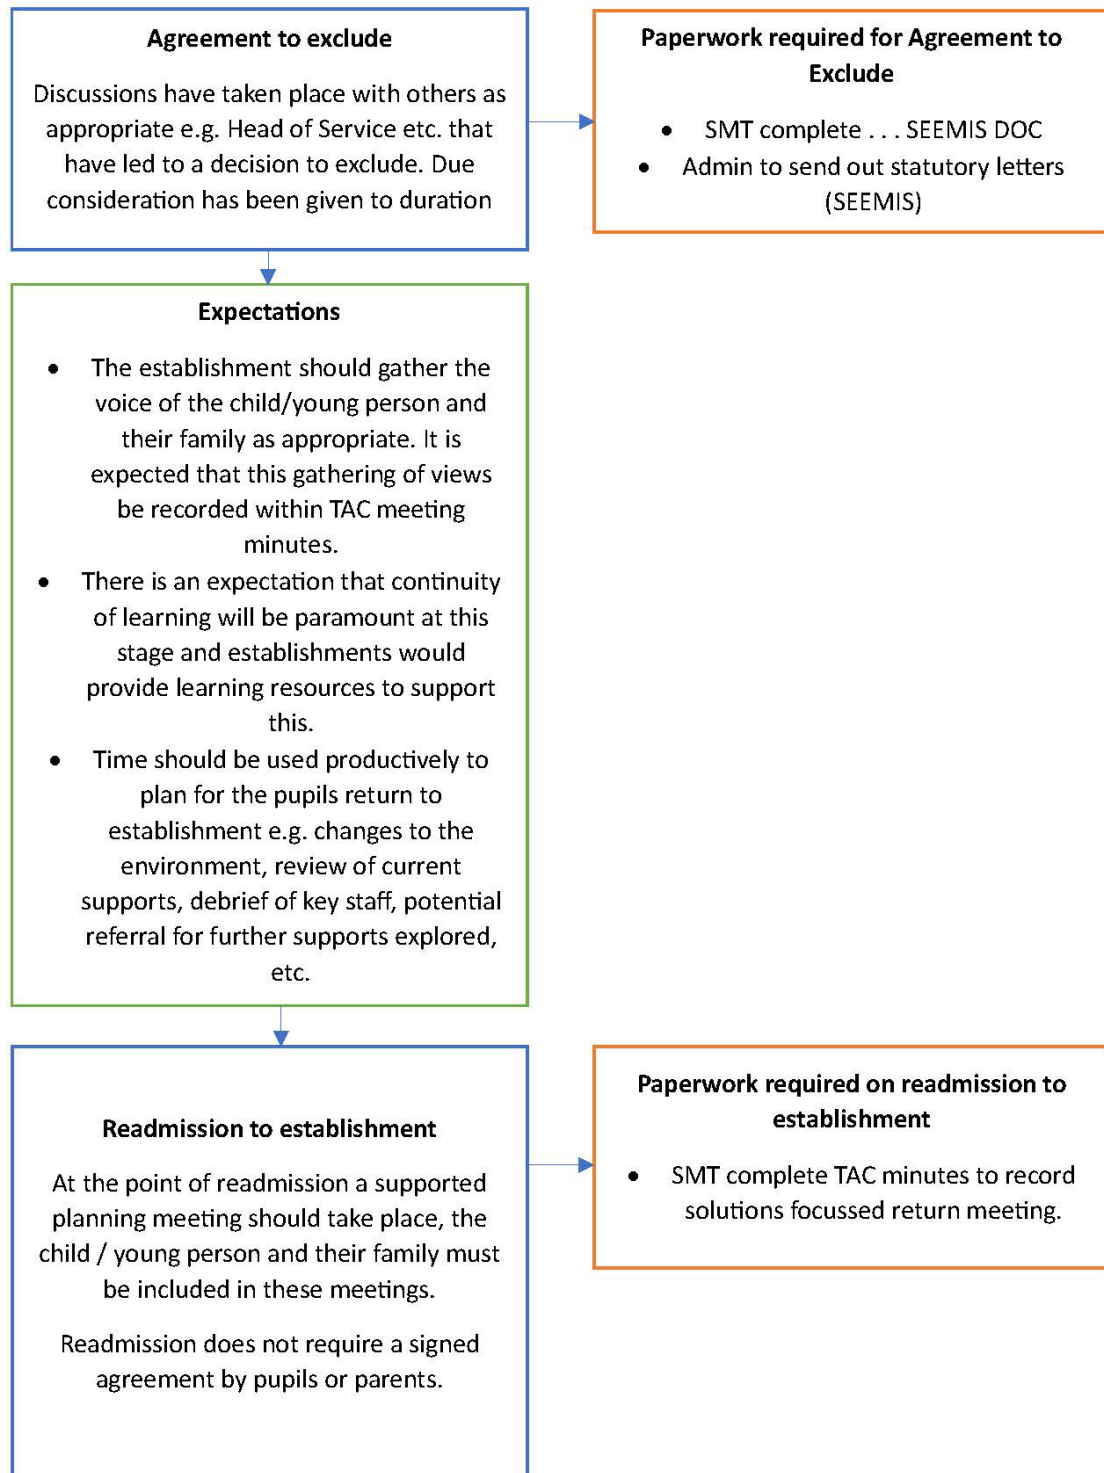 Agreement to exclude
Discussions have taken place with others as
appropriate e.g. Head of Service etc. that
have led to a decision to exclude. Due
consideration has been given to duration
Paperwork required for Agreement to
Exclude
• SMT complete . . . SEEMIS DOC
• Admin to send out statutory letters
(SEEMIS)
Expectations
• The establishment should gather the
voice of the child/young person and
their family as appropriate. It is
expected that this gathering of views
be recorded within TAC meeting
minutes.
• There is an expectation that continuity
of learning will be paramount at this
stage and establishments would
provide learning resources to support
this.
• Time should be used productively to
plan for the pupils return to
establishment e.g. changes to the
environment, review of current
supports, debrief of key staff, potential
referral for further supports explored,
etc.
Readmission to establishment
At the point of readmission a supported
planning meeting should take place, the
child / young person and their family must
be included in these meetings.
Readmission does not require a signed
agreement by pupils or parents.
Paperwork required on readmission to
establishment
• SMT complete TAC minutes to record
solutions focussed return meeting.